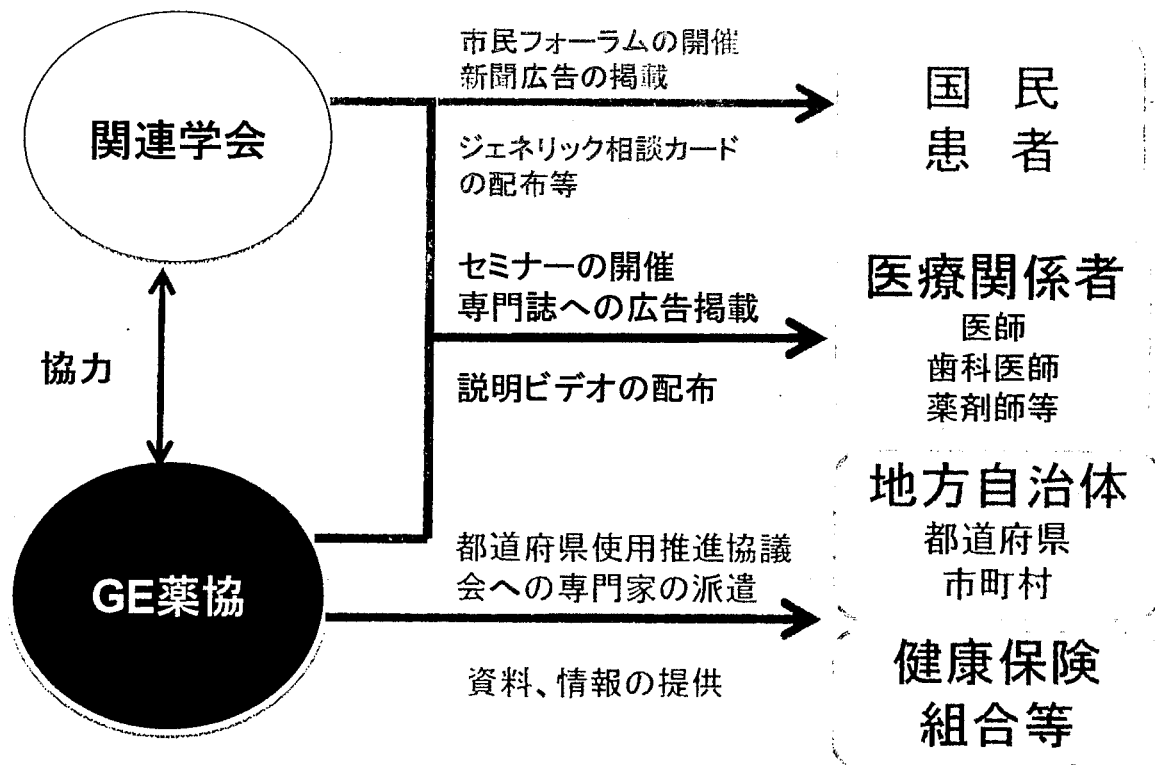 関連学会
協力
GE薬協
市民フォーラムの開催
新聞広告の掲載
ジェネリック相談カード
の配布等
セミナーの開催
専門誌への広告掲載
説明ビデオの配布
都道府県使用推進協議
会への専門家の派遣
資料、情報の提供
国　民
患　者
医療関係者
医師
歯科医師
薬剤師等
地方自治体
都道府県
市町村
健康保険
組合等